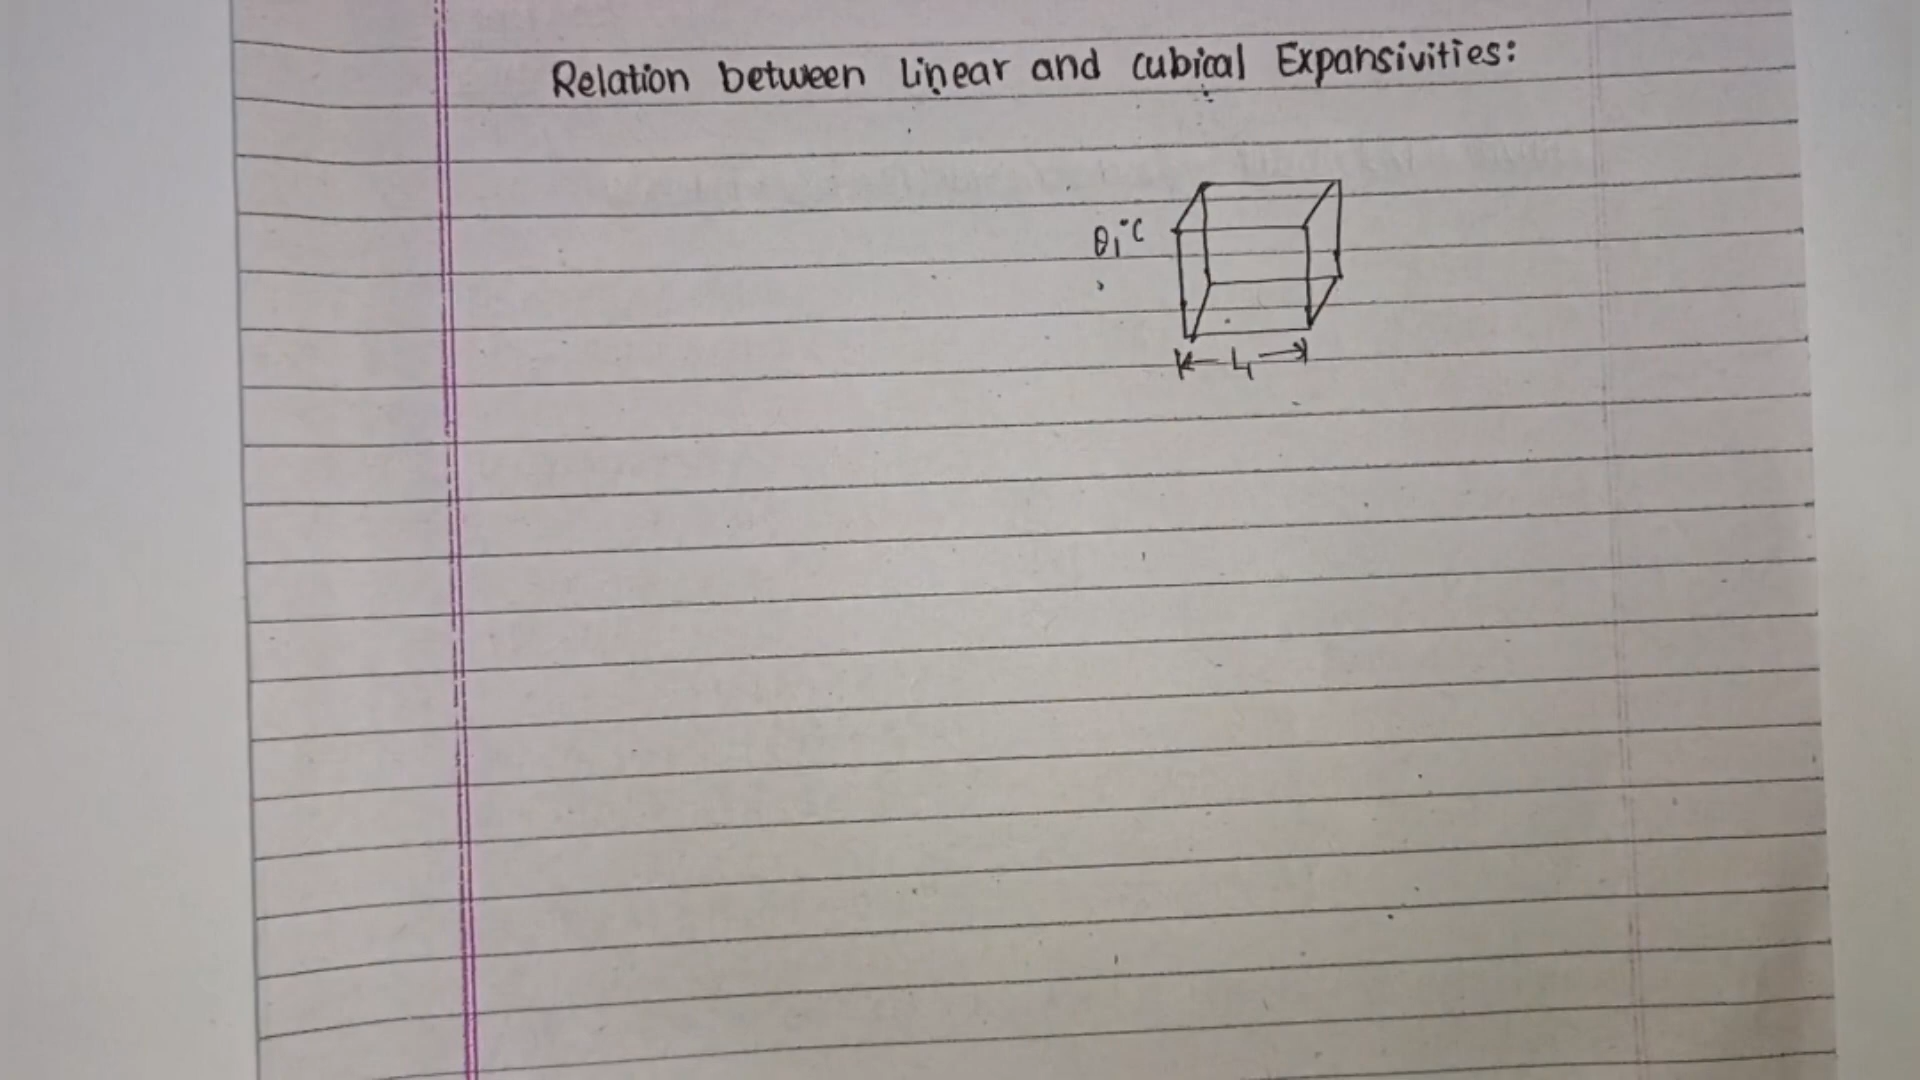 Relation between Linear and cubical Expansivities:
θ₁°C
L₁